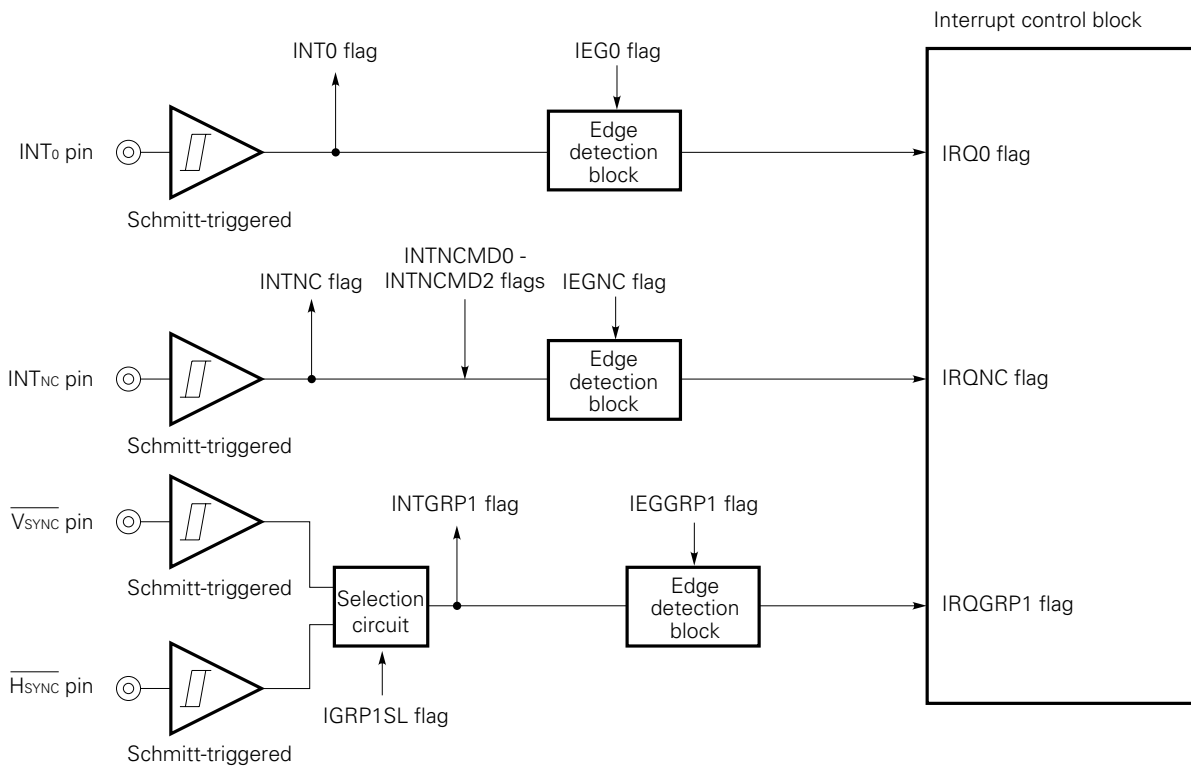 Interrupt control block
INT0 flag
IEG0 flag
INT0 pin
Edge
detection
block
IRQ0 flag
Schmitt-triggered
INTNCMD0 -
INTNCMD2 flags
INTNC flag
IEGNC flag
INTNC pin
Edge
detection
block
IRQNC flag
Schmitt-triggered
INTGRP1 flag
IEGGRP1 flag
VSYNC pin
Schmitt-triggered
Selection
circuit
Edge
detection
block
IRQGRP1 flag
HSYNC pin
IGRP1SL flag
Schmitt-triggered